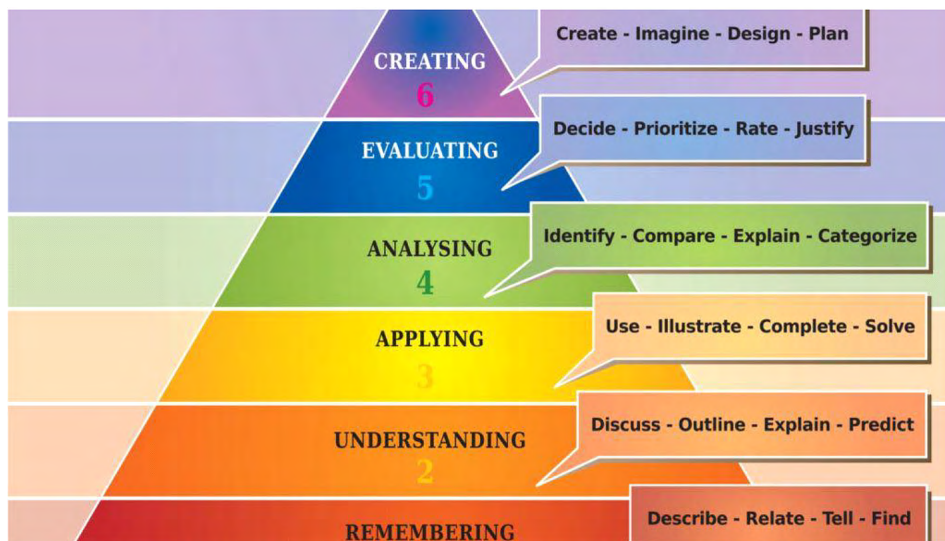 Create - Imagine - Design - Plan
CREATING
6
Decide - Prioritize - Rate - Justify
EVALUATING
5
Identify - Compare - Explain - Categorize
ANALYSING
4
Use - Illustrate - Complete - Solve
APPLYING
3
Discuss - Outline - Explain - Predict
UNDERSTANDING
2
Describe - Relate - Tell - Find
REMEMBERING